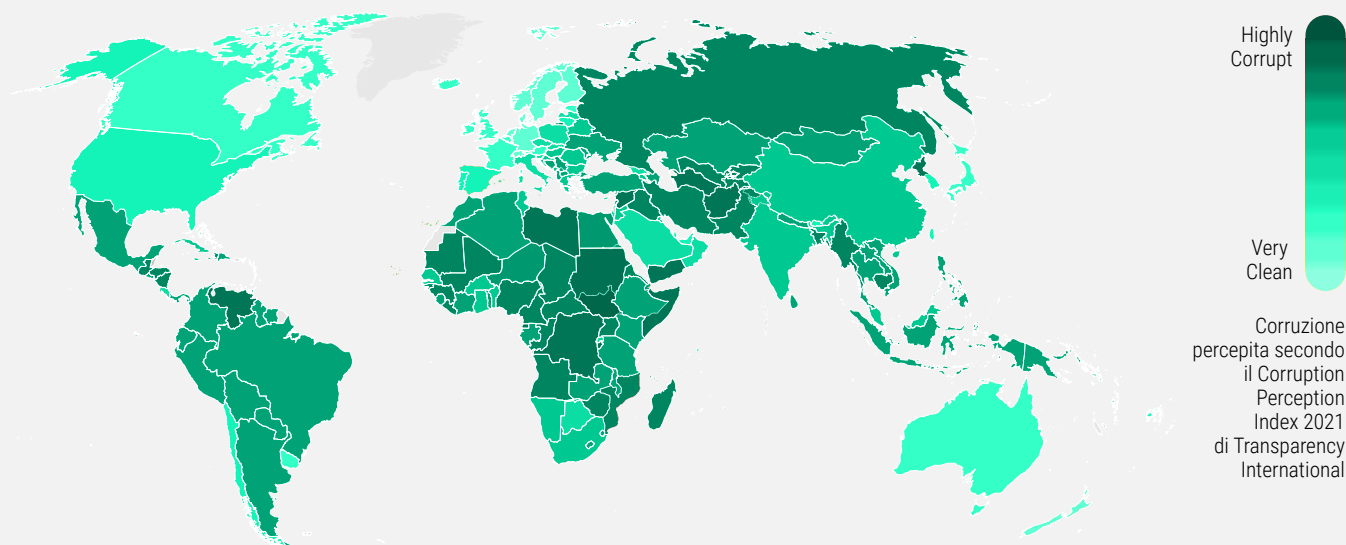 Highly
Corrupt
Very
Clean
Corruzione
percepita secondo
il Corruption
Perception
Index 2021
di Transparency
International